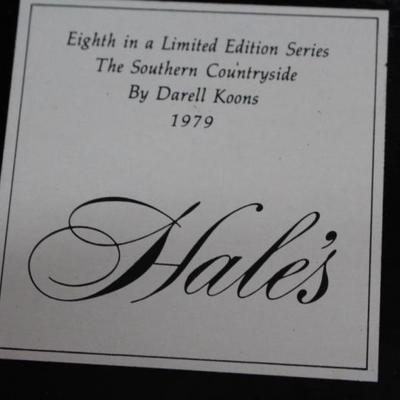 Eighth in a Limited Edition Series
The Southern Countryside
By Darell Koons
1979
Hale's